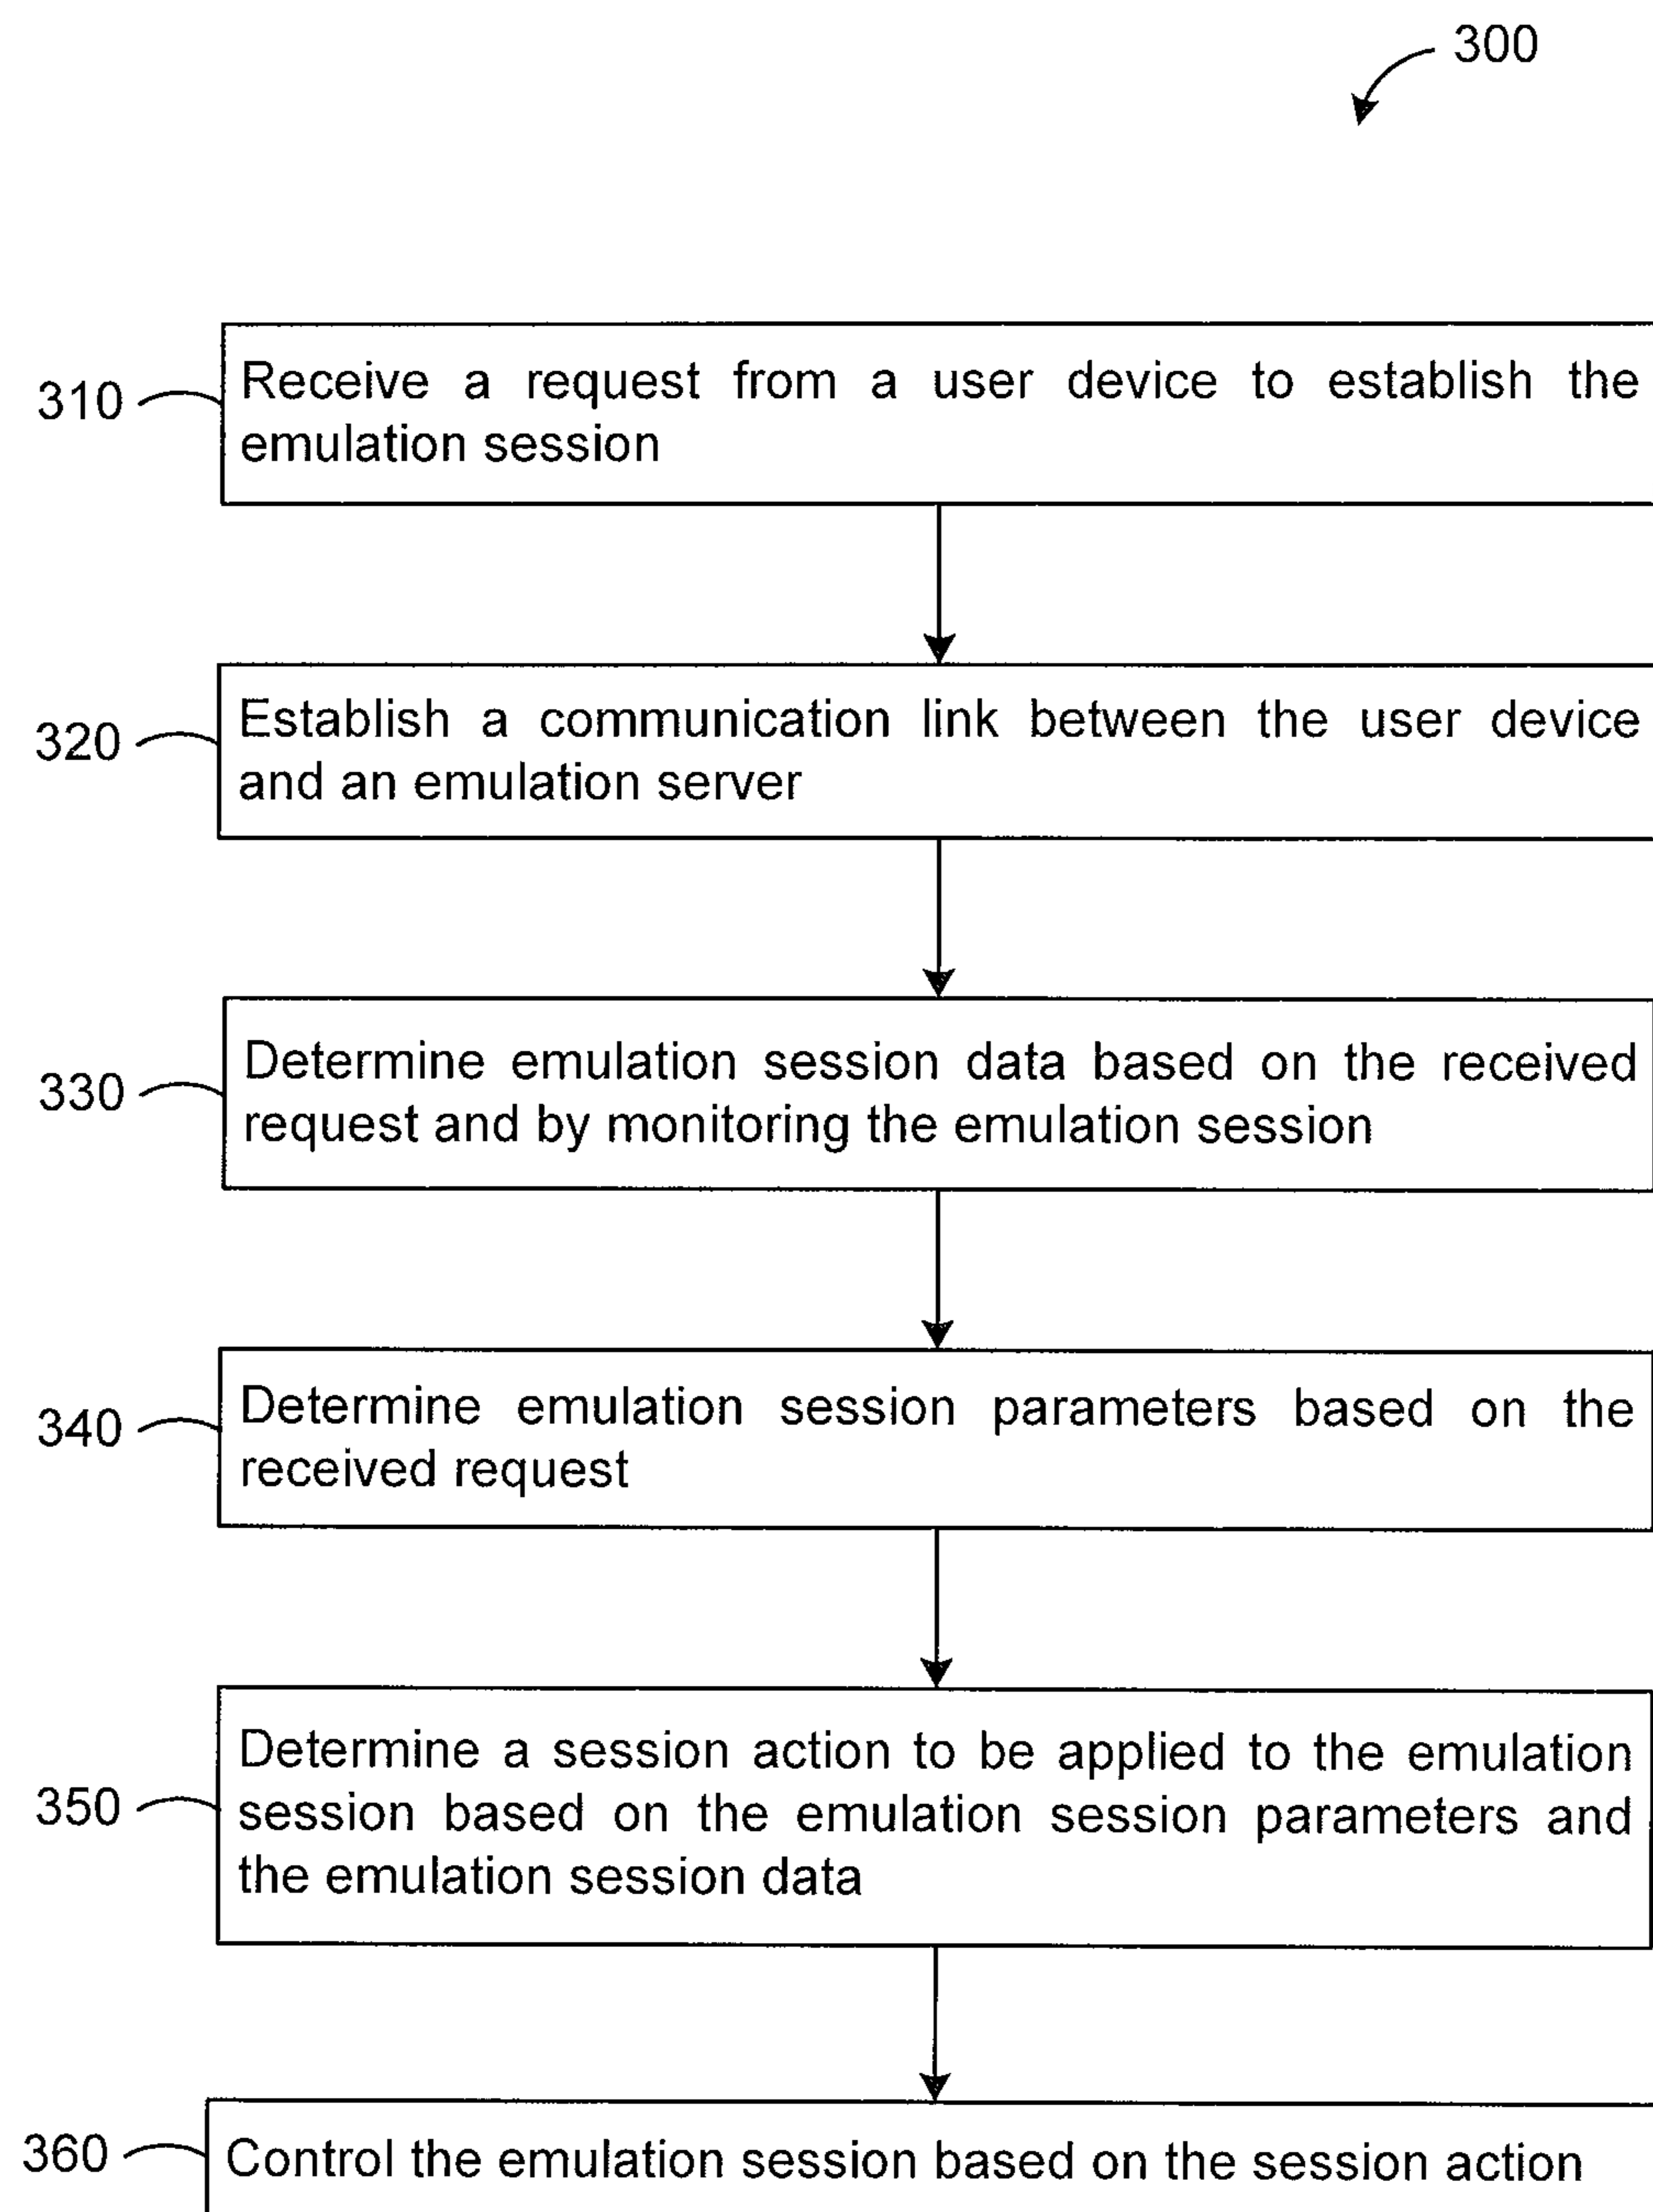 300
310
Receive a request from a user device to establish the
emulation session
320
Establish a communication link between the user device
and an emulation server
330
Determine emulation session data based on the received
request and by monitoring the emulation session
340
Determine emulation session parameters based on the
received request
350
Determine a session action to be applied to the emulation
session based on the emulation session parameters and
the emulation session data
360
Control the emulation session based on the session action